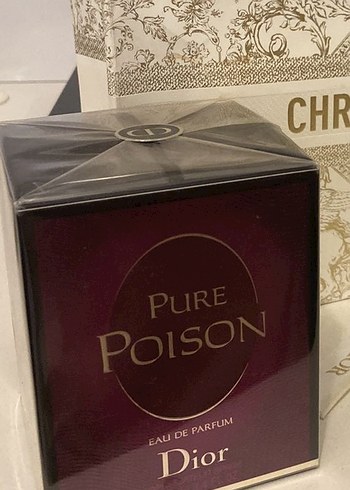 CHR
PURE
POISON
EAU DE PARFUM
Dior